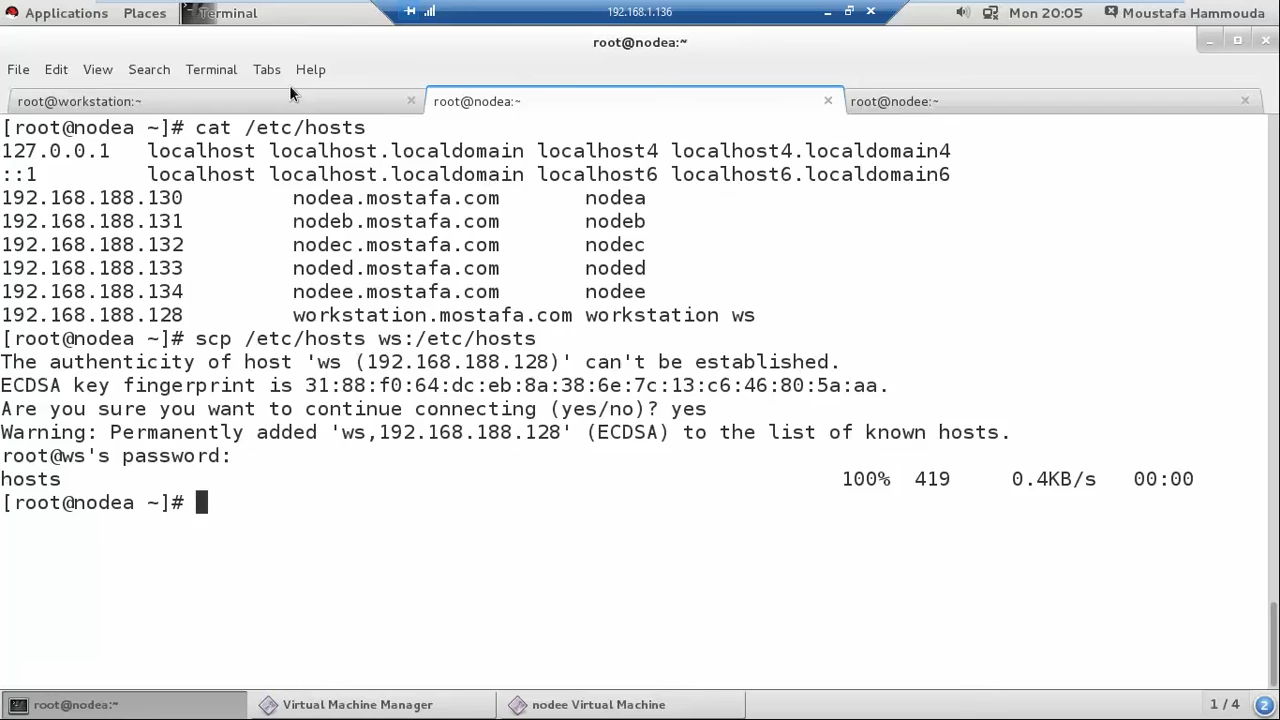 Applications Places Terminal 192.168.1.136 Mon 20:05 Moustafa Hammouda
root@nodea:~
File Edit View Search Terminal Tabs Help
root@workstation:~ root@nodea:~ root@nodee:~
[root@nodea ~]# cat /etc/hosts
127.0.0.1 localhost localhost.localdomain localhost4 localhost4.localdomain4
::1 localhost localhost.localdomain localhost6 localhost6.localdomain6
192.168.188.130 nodea.mostafa.com nodea
192.168.188.131 nodeb.mostafa.com nodeb
192.168.188.132 nodec.mostafa.com nodec
192.168.188.133 noded.mostafa.com noded
192.168.188.134 nodee.mostafa.com nodee
192.168.188.128 workstation.mostafa.com workstation ws
[root@nodea ~]# scp /etc/hosts ws:/etc/hosts
The authenticity of host 'ws (192.168.188.128)' can't be established.
ECDSA key fingerprint is 31:88:f0:64:dc:eb:8a:38:6e:7c:13:c6:46:80:5a:aa.
Are you sure you want to continue connecting (yes/no)? yes
Warning: Permanently added 'ws,192.168.188.128' (ECDSA) to the list of known hosts.
root@ws's password:
hosts 100% 419 0.4KB/s 00:00
[root@nodea ~]#
root@nodea:~ Virtual Machine Manager nodee Virtual Machine 1 / 4 2